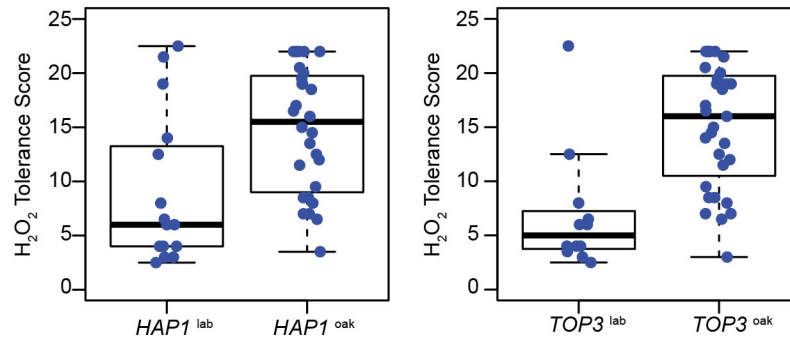 H₂O₂ Tolerance Score
25
20
15
10
5
0
HAP1 lab
HAP1 oak
H₂O₂ Tolerance Score
25
20
15
10
5
0
TOP3 lab
TOP3 oak